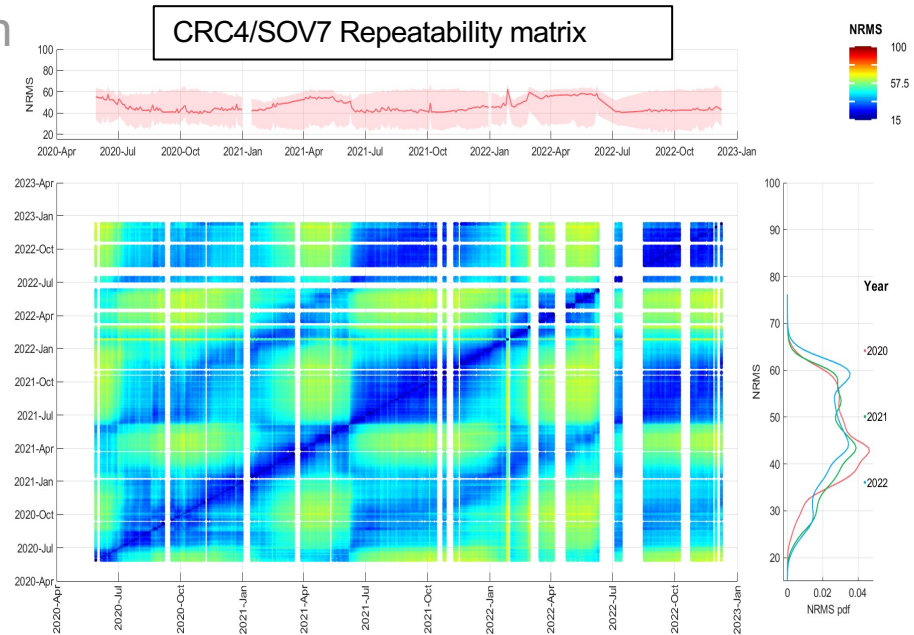 n
CRC4/SOV7 Repeatability matrix
NRMS
100
80
60
40
20
2020-Apr 2020-Jul 2020-Oct 2021-Jan 2021-Apr 2021-Jul 2021-Oct 2022-Jan 2022-Apr 2022-Jul 2022-Oct 2023-Jan
NRMS
100
57.5
15
2023-Apr
2023-Jan
2022-Oct
2022-Jul
2022-Apr
2022-Jan
2021-Oct
2021-Jul
2021-Apr
2021-Jan
2020-Oct
2020-Jul
2020-Apr
2020-Apr 2020-Jul 2020-Oct 2021-Jan 2021-Apr 2021-Jul 2021-Oct 2022-Jan 2022-Apr 2022-Jul 2022-Oct 2023-Jan
NRMS
100
90
80
70
60
50
40
30
20
0 0.02 0.04
NRMS pdf
Year
2020
2021
2022